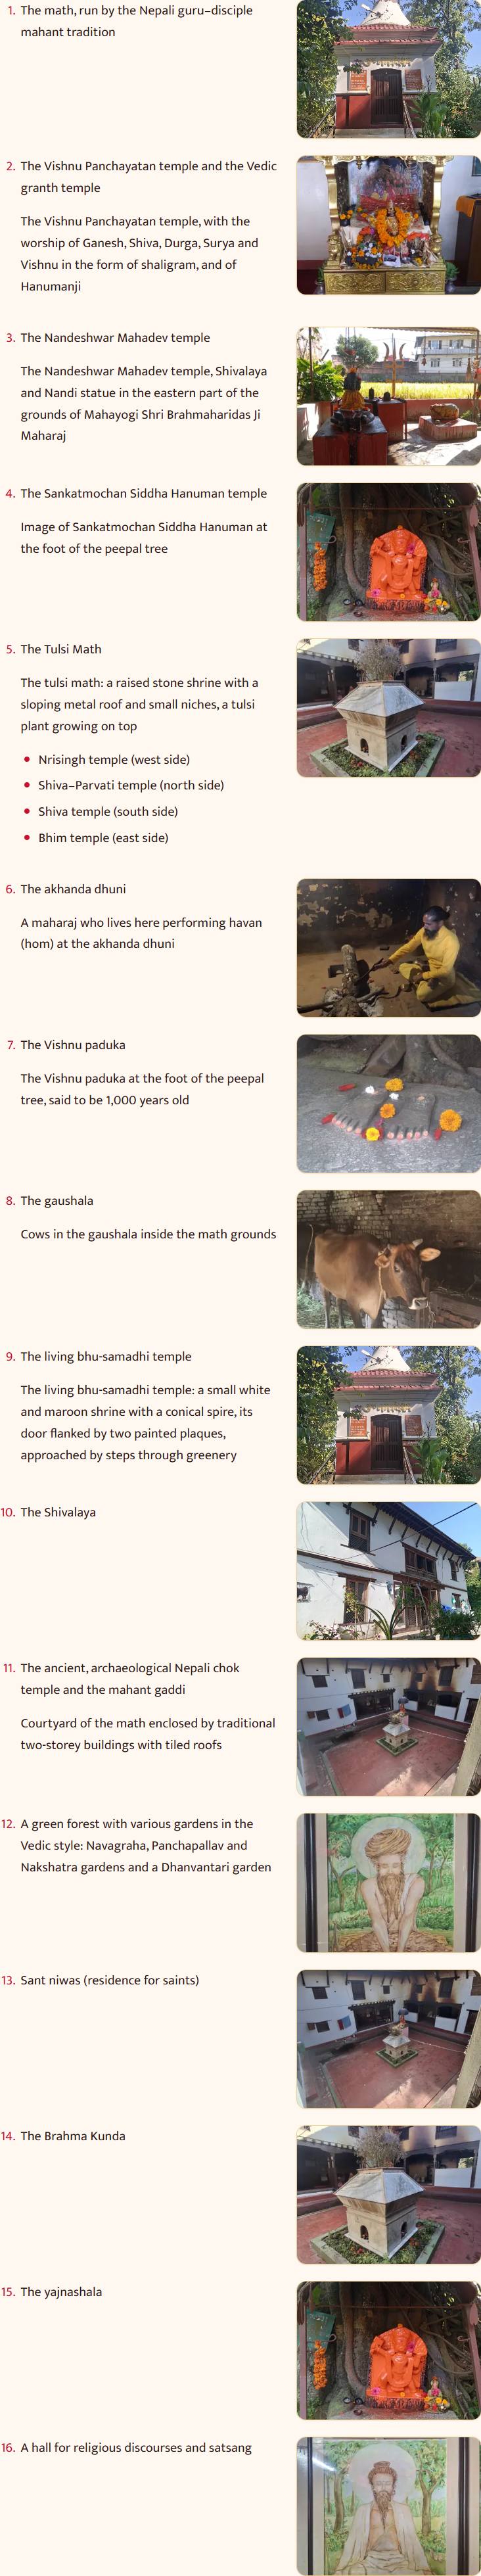 1. The math, run by the Nepali guru–disciple
mahant tradition
2. The Vishnu Panchayatan temple and the Vedic
granth temple
The Vishnu Panchayatan temple, with the
worship of Ganesh, Shiva, Durga, Surya and
Vishnu in the form of shaligram, and of
Hanumanji
3. The Nandeshwar Mahadev temple
The Nandeshwar Mahadev temple, Shivalaya
and Nandi statue in the eastern part of the
grounds of Mahayogi Shri Brahmaharidas Ji
Maharaj
4. The Sankatmochan Siddha Hanuman temple
Image of Sankatmochan Siddha Hanuman at
the foot of the peepal tree
5. The Tulsi Math
The tulsi math: a raised stone shrine with a
sloping metal roof and small niches, a tulsi
plant growing on top
• Nrisingh temple (west side)
• Shiva–Parvati temple (north side)
• Shiva temple (south side)
• Bhim temple (east side)
6. The akhanda dhuni
A maharaj who lives here performing havan
(hom) at the akhanda dhuni
7. The Vishnu paduka
The Vishnu paduka at the foot of the peepal
tree, said to be 1,000 years old
8. The gaushala
Cows in the gaushala inside the math grounds
9. The living bhu-samadhi temple
The living bhu-samadhi temple: a small white
and maroon shrine with a conical spire, its
door flanked by two painted plaques,
approached by steps through greenery
10. The Shivalaya
11. The ancient, archaeological Nepali chok
temple and the mahant gaddi
Courtyard of the math enclosed by traditional
two-storey buildings with tiled roofs
12. A green forest with various gardens in the
Vedic style: Navagraha, Panchapallav and
Nakshatra gardens and a Dhanvantari garden
13. Sant niwas (residence for saints)
14. The Brahma Kunda
15. The yajnashala
16. A hall for religious discourses and satsang